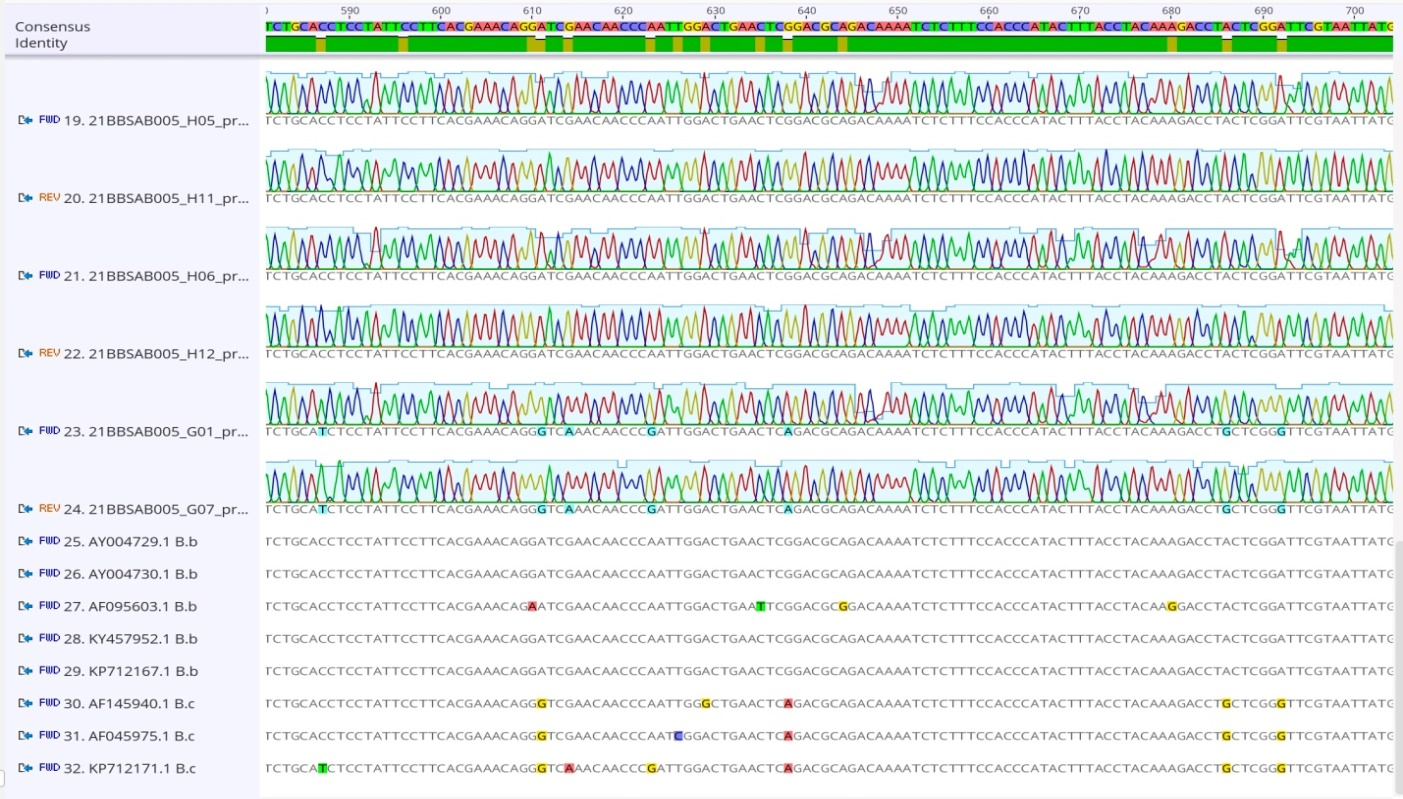 590 600 610 620 630 640 650 660 670 680 690 700
Consensus TCTGCACCTCCTATTCCTTCACGAAACAGGATCGAACAACCCAATTGGACTGAACTCGGACGCAGACAAAATCTCTTTCCACCCATACTTTACCTACAAAGACCTACTCGGATTCGTAATTATG
Identity
FWD 19. 21BBSAB005_H05_pr... TCTGCACCTCCTATTCCTTCACGAAACAGGATCGAACAACCCAATTGGACTGAACTCGGACGCAGACAAAATCTCTTTCCACCCATACTTTACCTACAAAGACCTACTCGGATTCGTAATTATG
REV 20. 21BBSAB005_H11_pr... TCTGCACCTCCTATTCCTTCACGAAACAGGATCGAACAACCCAATTGGACTGAACTCGGACGCAGACAAAATCTCTTTCCACCCATACTTTACCTACAAAGACCTACTCGGATTCGTAATTATG
FWD 21. 21BBSAB005_H06_pr... TCTGCACCTCCTATTCCTTCACGAAACAGGATCGAACAACCCAATTGGACTGAACTCGGACGCAGACAAAATCTCTTTCCACCCATACTTTACCTACAAAGACCTACTCGGATTCGTAATTATG
REV 22. 21BBSAB005_H12_pr... TCTGCACCTCCTATTCCTTCACGAAACAGGATCGAACAACCCAATTGGACTGAACTCGGACGCAGACAAAATCTCTTTCCACCCATACTTTACCTACAAAGACCTACTCGGATTCGTAATTATG
FWD 23. 21BBSAB005_G01_pr... TCTGCATCTCCTATTCCTTCACGAAACAGGGTCAAACAACCCGATTGGACTGAACTCAGACGCAGACAAAATCTCTTTCCACCCATACTTTACCTACAAAGACCTGCTCGGGTTCGTAATTATG
REV 24. 21BBSAB005_G07_pr... TCTGCATCTCCTATTCCTTCACGAAACAGGGTCAAACAACCCGATTGGACTGAACTCAGACGCAGACAAAATCTCTTTCCACCCATACTTTACCTACAAAGACCTGCTCGGGTTCGTAATTATG
FWD 25. AY004729.1 B.b TCTGCACCTCCTATTCCTTCACGAAACAGGATCGAACAACCCAATTGGACTGAACTCGGACGCAGACAAAATCTCTTTCCACCCATACTTTACCTACAAAGACCTACTCGGATTCGTAATTATG
FWD 26. AY004730.1 B.b TCTGCACCTCCTATTCCTTCACGAAACAGGATCGAACAACCCAATTGGACTGAACTCGGACGCAGACAAAATCTCTTTCCACCCATACTTTACCTACAAAGACCTACTCGGATTCGTAATTATG
FWD 27. AF095603.1 B.b TCTGCACCTCCTATTCCTTCACGAAACAGAATCGAACAACCCAATTGGACTGAATTCGGACGCGGACAAAATCTCTTTCCACCCATACTTTACCTACAAGGACCTACTCGGATTCGTAATTATG
FWD 28. KY457952.1 B.b TCTGCACCTCCTATTCCTTCACGAAACAGGATCGAACAACCCAATTGGACTGAACTCGGACGCAGACAAAATCTCTTTCCACCCATACTTTACCTACAAAGACCTACTCGGATTCGTAATTATG
FWD 29. KP712167.1 B.b TCTGCACCTCCTATTCCTTCACGAAACAGGATCGAACAACCCAATTGGACTGAACTCGGACGCAGACAAAATCTCTTTCCACCCATACTTTACCTACAAAGACCTACTCGGATTCGTAATTATG
FWD 30. AF145940.1 B.c TCTGCACCTCCTATTCCTTCACGAAACAGGGTCGAACAACCCAATTGGGCTGAACTCAGACGCAGACAAAATCTCTTTCCACCCATACTTTACCTACAAAGACCTGCTCGGGTTCGTAATTATG
FWD 31. AF045975.1 B.c TCTGCACCTCCTATTCCTTCACGAAACAGGGTCGAACAACCCAATCGGACTGAACTCAGACGCAGACAAAATCTCTTTCCACCCATACTTTACCTACAAAGACCTGCTCGGGTTCGTAATTATG
FWD 32. KP712171.1 B.c TCTGCATCTCCTATTCCTTCACGAAACAGGGTCAAACAACCCGATTGGACTGAACTCAGACGCAGACAAAATCTCTTTCCACCCATACTTTACCTACAAAGACCTGCTCGGGTTCGTAATTATG